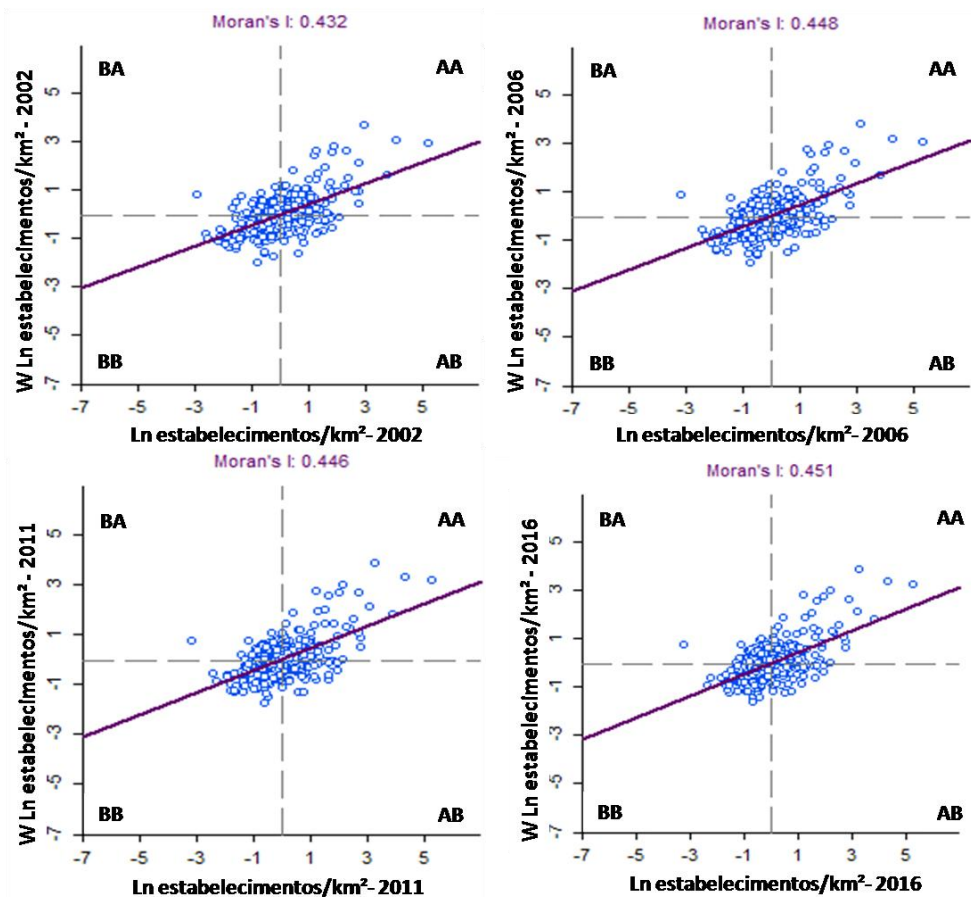 Moran's I: 0.432
BA
AA
5
3
1
-1
-3
-5
-7
W Ln estabelecimentos/km² - 2002
BB
AB
-7
-5
-3
-1
1
3
5
Ln estabelecimentos/km²- 2002
Moran's I: 0.448
BA
AA
5
3
1
-1
-3
-5
-7
W Ln estabelecimentos/km² - 2006
BB
AB
-7
-5
-3
-1
1
3
5
Ln estabelecimentos/km²- 2006
Moran's I: 0.446
BA
AA
5
3
1
-1
-3
-5
-7
W Ln estabelecimentos/km² - 2011
BB
AB
-7
-5
-3
-1
1
3
5
Ln estabelecimentos/km²- 2011
Moran's I: 0.451
BA
AA
5
3
1
-1
-3
-5
-7
W Ln estabelecimentos/km² - 2016
BB
AB
-7
-5
-3
-1
1
3
5
Ln estabelecimentos/km²- 2016